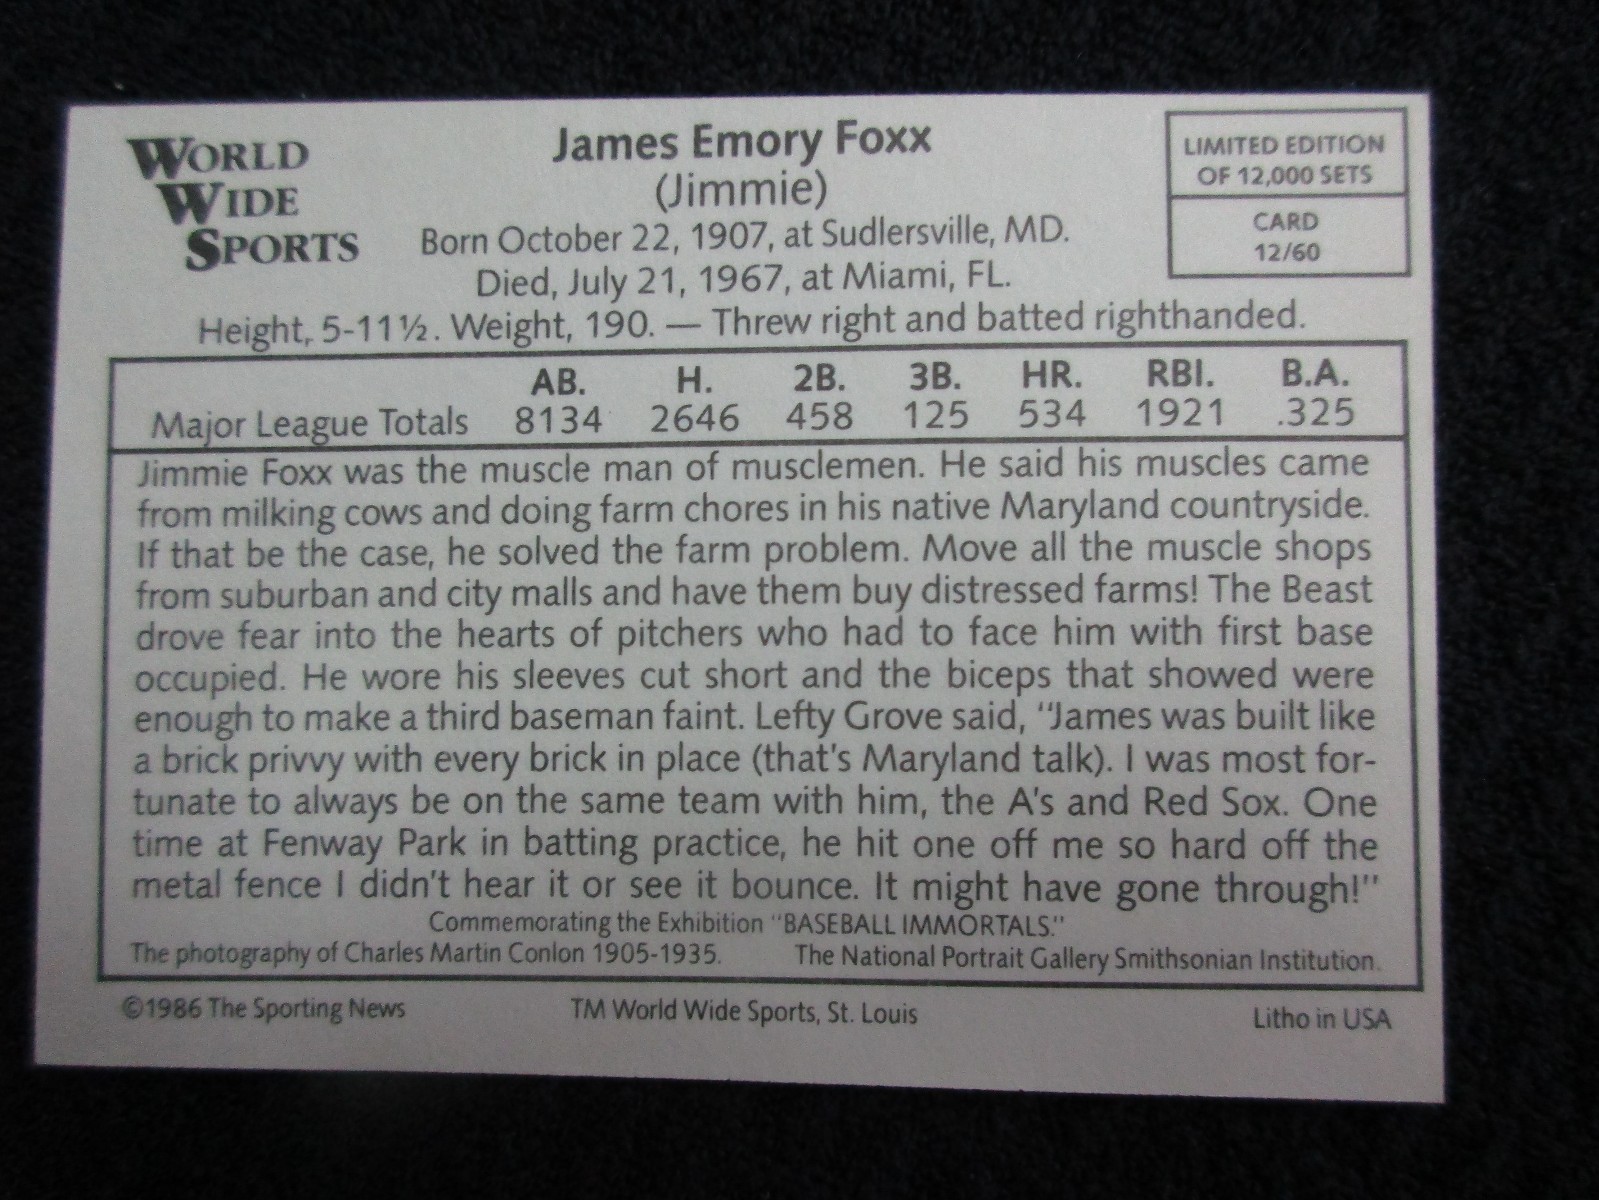 WORLD
WIDE
SPORTS
James Emory Foxx
(Jimmie)
Born October 22, 1907, at Sudlersville, MD.
Died, July 21, 1967, at Miami, FL.
LIMITED EDITION
OF 12,000 SETS
CARD
12/60
Height, 5-11½. Weight, 190. — Threw right and batted righthanded.
AB. H. 2B. 3B. HR. RBI. B.A.
Major League Totals 8134 2646 458 125 534 1921 .325
Jimmie Foxx was the muscle man of musclemen. He said his muscles came
from milking cows and doing farm chores in his native Maryland countryside.
If that be the case, he solved the farm problem. Move all the muscle shops
from suburban and city malls and have them buy distressed farms! The Beast
drove fear into the hearts of pitchers who had to face him with first base
occupied. He wore his sleeves cut short and the biceps that showed were
enough to make a third baseman faint. Lefty Grove said, "James was built like
a brick privvy with every brick in place (that's Maryland talk). I was most for-
tunate to always be on the same team with him, the A's and Red Sox. One
time at Fenway Park in batting practice, he hit one off me so hard off the
metal fence I didn't hear it or see it bounce. It might have gone through!"
Commemorating the Exhibition "BASEBALL IMMORTALS."
The photography of Charles Martin Conlon 1905-1935. The National Portrait Gallery Smithsonian Institution.
©1986 The Sporting News TM World Wide Sports, St. Louis Litho in USA